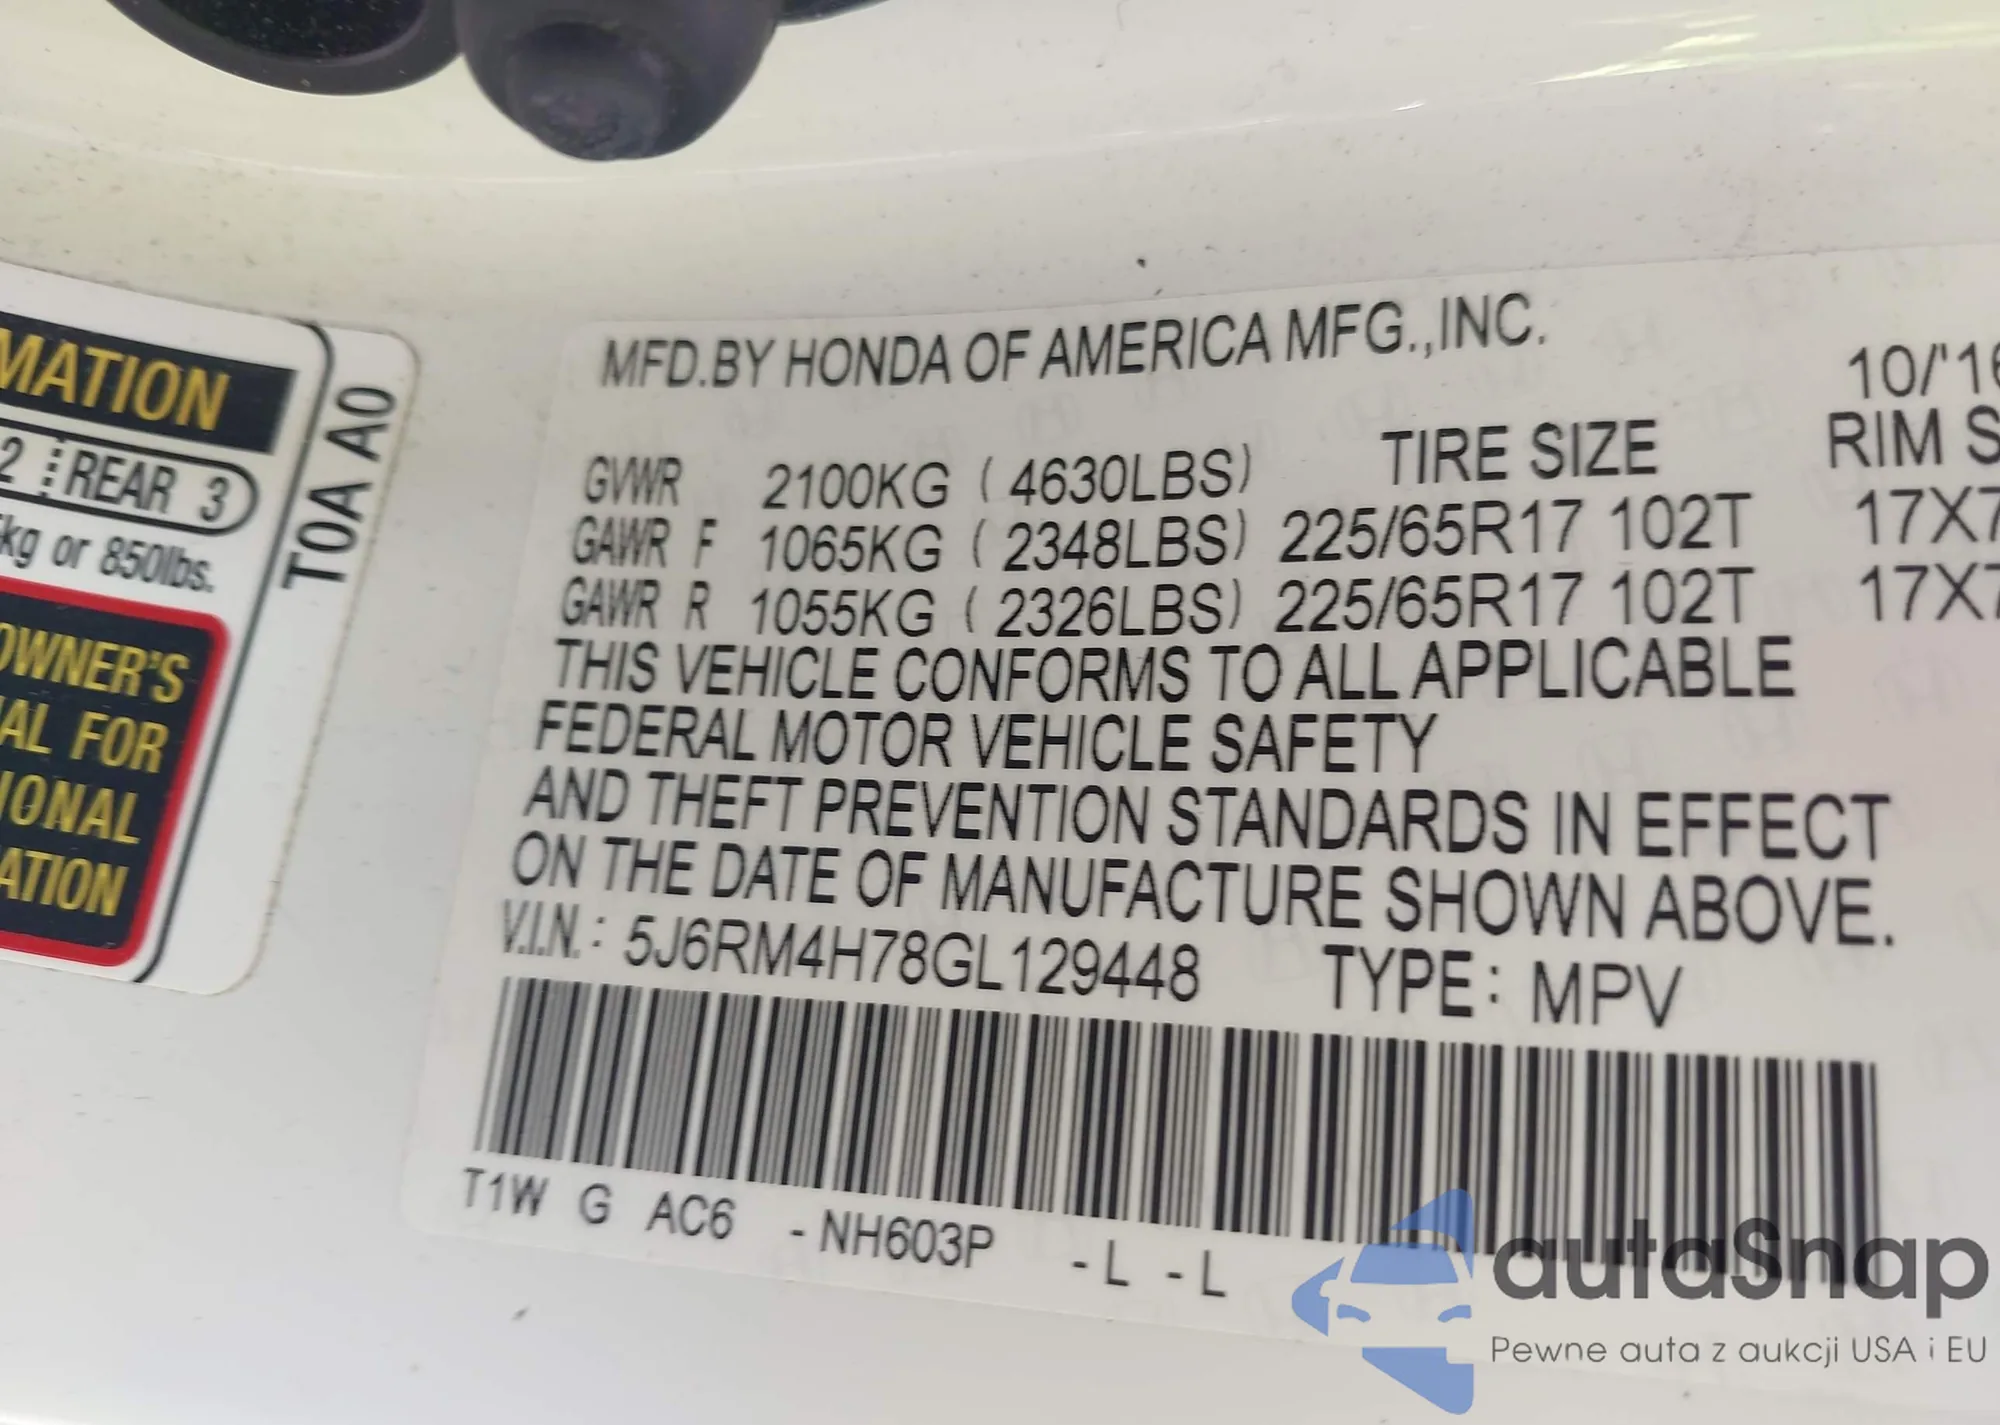 MATION
2 REAR 3
kg or 850lbs.
OWNER'S
AL FOR
IONAL
ATION
T0A A0
MFD.BY HONDA OF AMERICA MFG.,INC.
10/'16
GVWR 2100KG ( 4630LBS) TIRE SIZE RIM S
GAWR F 1065KG ( 2348LBS) 225/65R17 102T 17X7
GAWR R 1055KG ( 2326LBS) 225/65R17 102T 17X7
THIS VEHICLE CONFORMS TO ALL APPLICABLE
FEDERAL MOTOR VEHICLE SAFETY
AND THEFT PREVENTION STANDARDS IN EFFECT
ON THE DATE OF MANUFACTURE SHOWN ABOVE.
V.I.N.: 5J6RM4H78GL129448 TYPE: MPV
T1W G AC6 -NH603P -L -L
autaSnap
Pewne auta z aukcji USA i EU